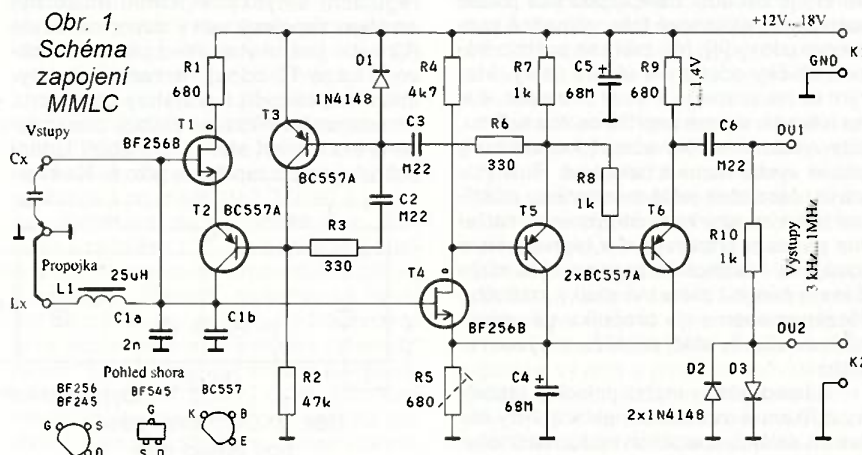 Obr. 1
Schéma
zapojení
MMLC
+12V...18V
K1
GND
R1
680
D1
1N4148
R4
4k7
R7
1k
C5
+
68M
R9
680
1...1,4V
Vstupy
Cx
T1
BF256B
T3
BC557A
C3
M22
R6
330
C6
M22
OU1
T2
BC557A
C2
M22
R8
1k
R3
330
T5
T6
2xBC557A
R10
1k
Výstupy
3 kHz...1MHz
Propojka
L1
25uH
Lx
C1a
2n
C1b
T4
BF256B
OU2
K2
Pohled shora
BF256
BF245
BF545
BC557
G
S
D
G
S D
K
B
E
R2
47k
R5
680
C4
+
68M
D2
D3
2x1N4148